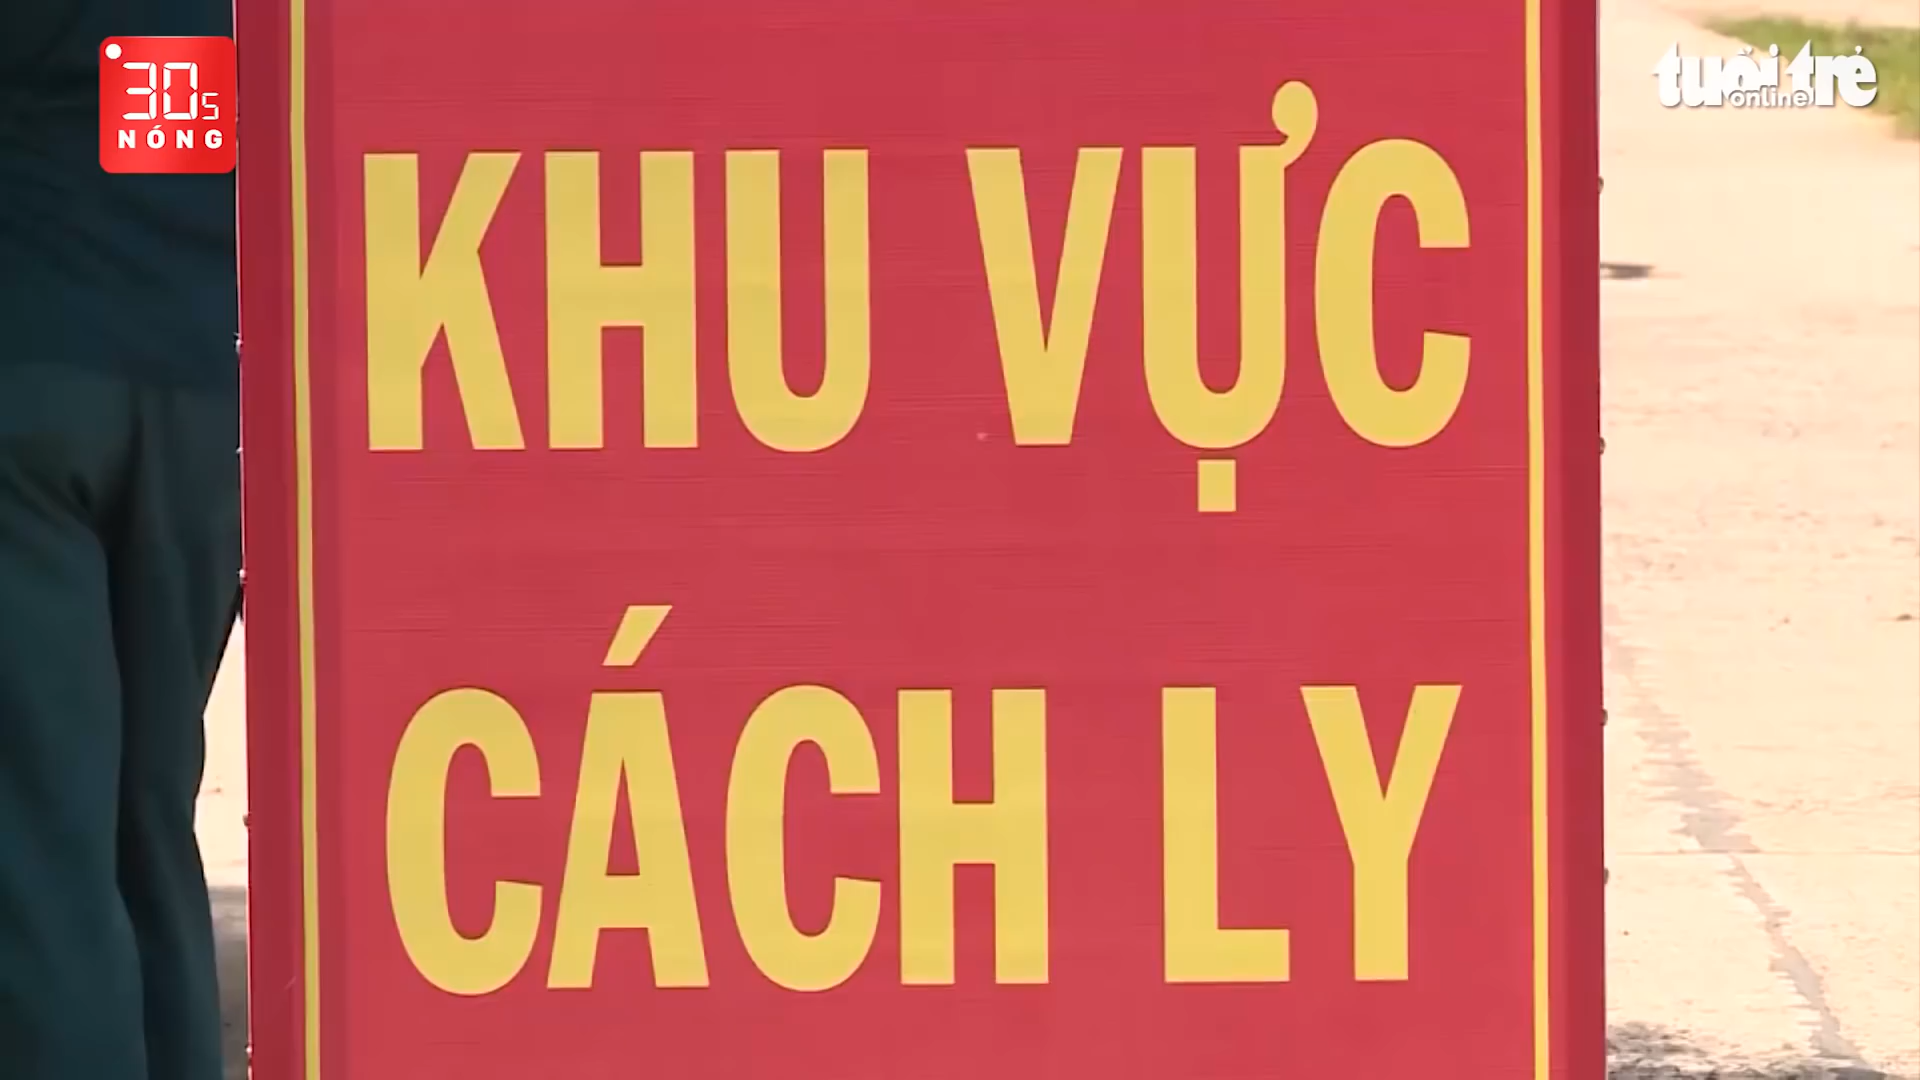 30s
NÓNG
tuổi trẻ
online
KHU VỰC
CÁCH LY